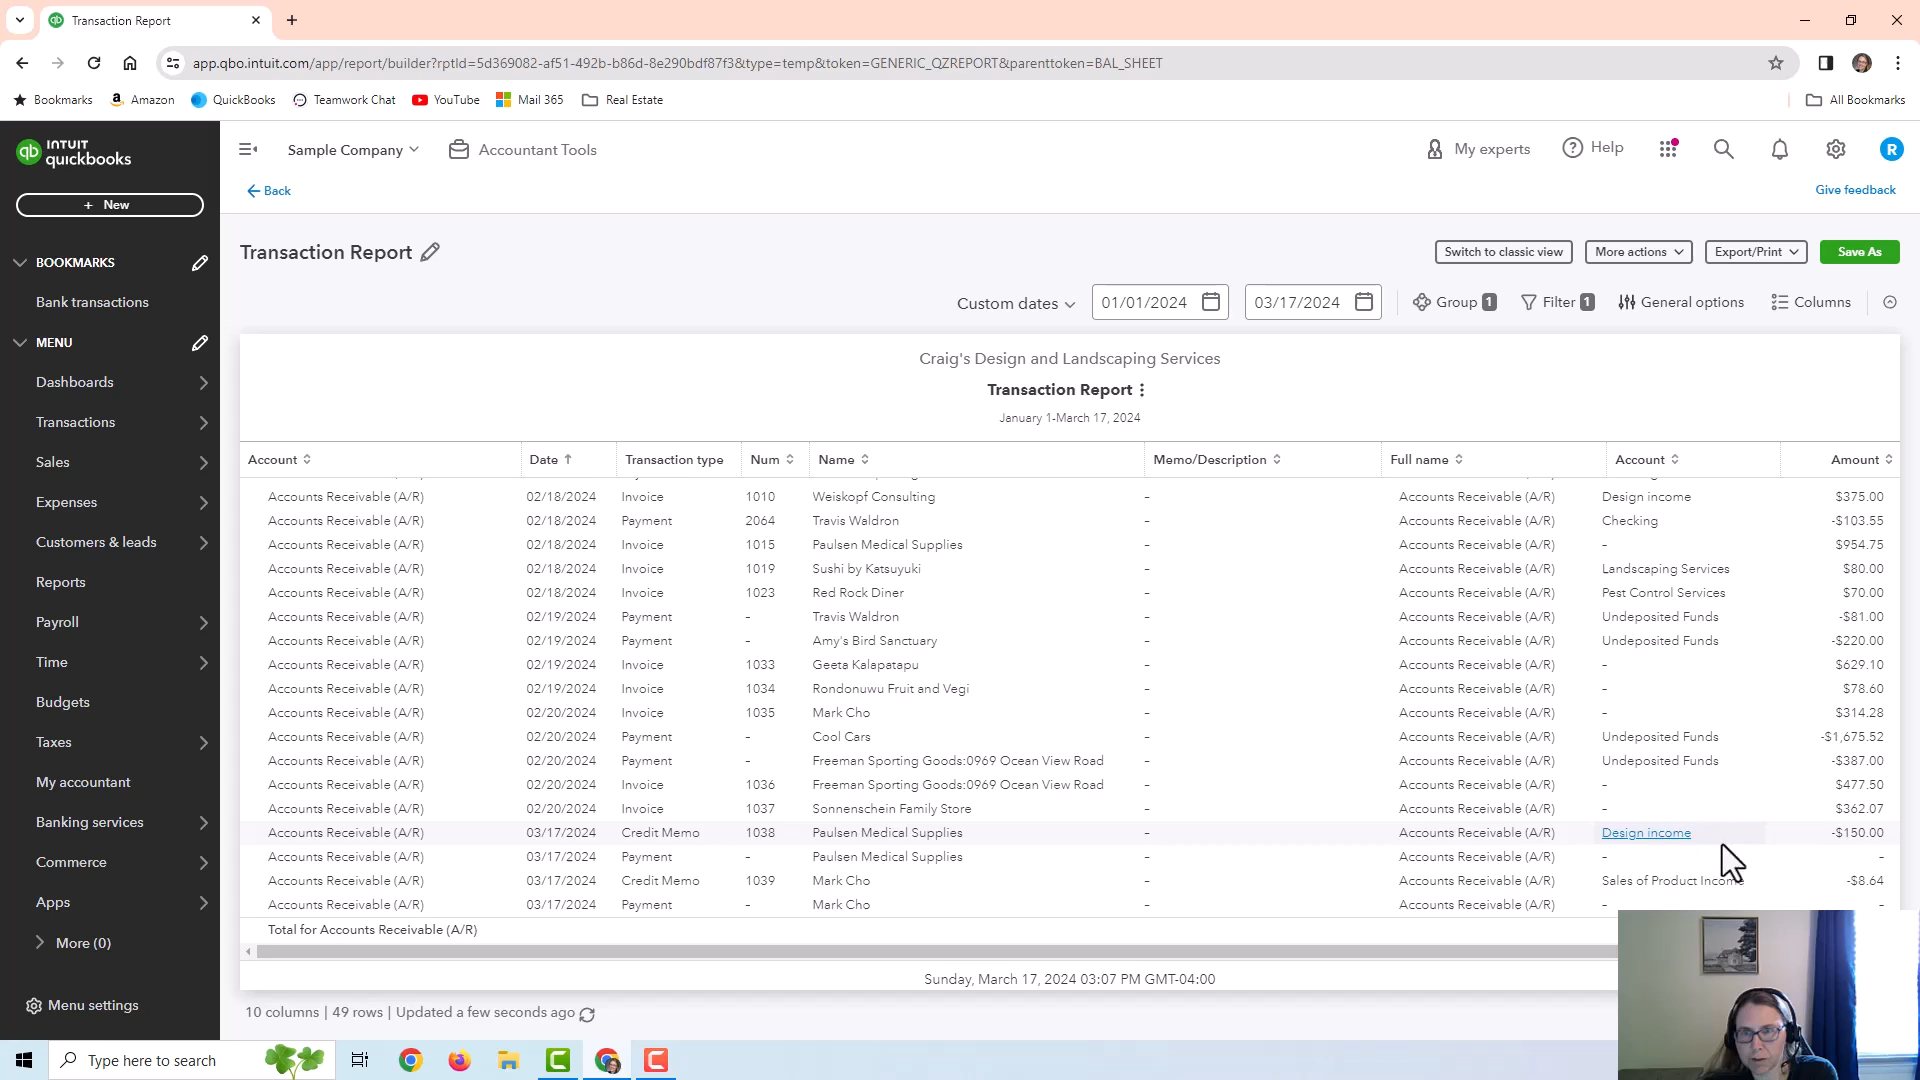 Transaction Report
app.qbo.intuit.com/app/report/builder?rptId=5d369082-af51-492b-b86d-8e290bdf87f3&type=temp&token=GENERIC_QZREPORT&parenttoken=BAL_SHEET
Bookmarks Amazon QuickBooks Teamwork Chat YouTube Mail 365 Real Estate All Bookmarks
qb INTUIT quickbooks
Sample Company Accountant Tools My experts Help R
Back Give feedback
+ New
BOOKMARKS
Bank transactions
MENU
Dashboards
Transactions
Sales
Expenses
Customers & leads
Reports
Payroll
Time
Budgets
Taxes
My accountant
Banking services
Commerce
Apps
More (0)
Menu settings
Transaction Report Switch to classic view More actions Export/Print Save As
Custom dates 01/01/2024 03/17/2024 Group 1 Filter 1 General options Columns
Craig's Design and Landscaping Services
Transaction Report
January 1-March 17, 2024
Account Date Transaction type Num Name Memo/Description Full name Account Amount
Accounts Receivable (A/R) 02/18/2024 Invoice 1010 Weiskopf Consulting – Accounts Receivable (A/R) Design income $375.00
Accounts Receivable (A/R) 02/18/2024 Payment 2064 Travis Waldron – Accounts Receivable (A/R) Checking -$103.55
Accounts Receivable (A/R) 02/18/2024 Invoice 1015 Paulsen Medical Supplies – Accounts Receivable (A/R) – $954.75
Accounts Receivable (A/R) 02/18/2024 Invoice 1019 Sushi by Katsuyuki – Accounts Receivable (A/R) Landscaping Services $80.00
Accounts Receivable (A/R) 02/18/2024 Invoice 1023 Red Rock Diner – Accounts Receivable (A/R) Pest Control Services $70.00
Accounts Receivable (A/R) 02/19/2024 Payment – Travis Waldron – Accounts Receivable (A/R) Undeposited Funds -$81.00
Accounts Receivable (A/R) 02/19/2024 Payment – Amy's Bird Sanctuary – Accounts Receivable (A/R) Undeposited Funds -$220.00
Accounts Receivable (A/R) 02/19/2024 Invoice 1033 Geeta Kalapatapu – Accounts Receivable (A/R) – $629.10
Accounts Receivable (A/R) 02/19/2024 Invoice 1034 Rondonuwu Fruit and Vegi – Accounts Receivable (A/R) – $78.60
Accounts Receivable (A/R) 02/20/2024 Invoice 1035 Mark Cho – Accounts Receivable (A/R) – $314.28
Accounts Receivable (A/R) 02/20/2024 Payment – Cool Cars – Accounts Receivable (A/R) Undeposited Funds -$1,675.52
Accounts Receivable (A/R) 02/20/2024 Payment – Freeman Sporting Goods:0969 Ocean View Road – Accounts Receivable (A/R) Undeposited Funds -$387.00
Accounts Receivable (A/R) 02/20/2024 Invoice 1036 Freeman Sporting Goods:0969 Ocean View Road – Accounts Receivable (A/R) – $477.50
Accounts Receivable (A/R) 02/20/2024 Invoice 1037 Sonnenschein Family Store – Accounts Receivable (A/R) – $362.07
Accounts Receivable (A/R) 03/17/2024 Credit Memo 1038 Paulsen Medical Supplies – Accounts Receivable (A/R) Design income -$150.00
Accounts Receivable (A/R) 03/17/2024 Payment – Paulsen Medical Supplies – Accounts Receivable (A/R) – –
Accounts Receivable (A/R) 03/17/2024 Credit Memo 1039 Mark Cho – Accounts Receivable (A/R) Sales of Product Income -$8.64
Accounts Receivable (A/R) 03/17/2024 Payment – Mark Cho – Accounts Receivable (A/R) – –
Total for Accounts Receivable (A/R)
Sunday, March 17, 2024 03:07 PM GMT-04:00
10 columns | 49 rows | Updated a few seconds ago
Type here to search